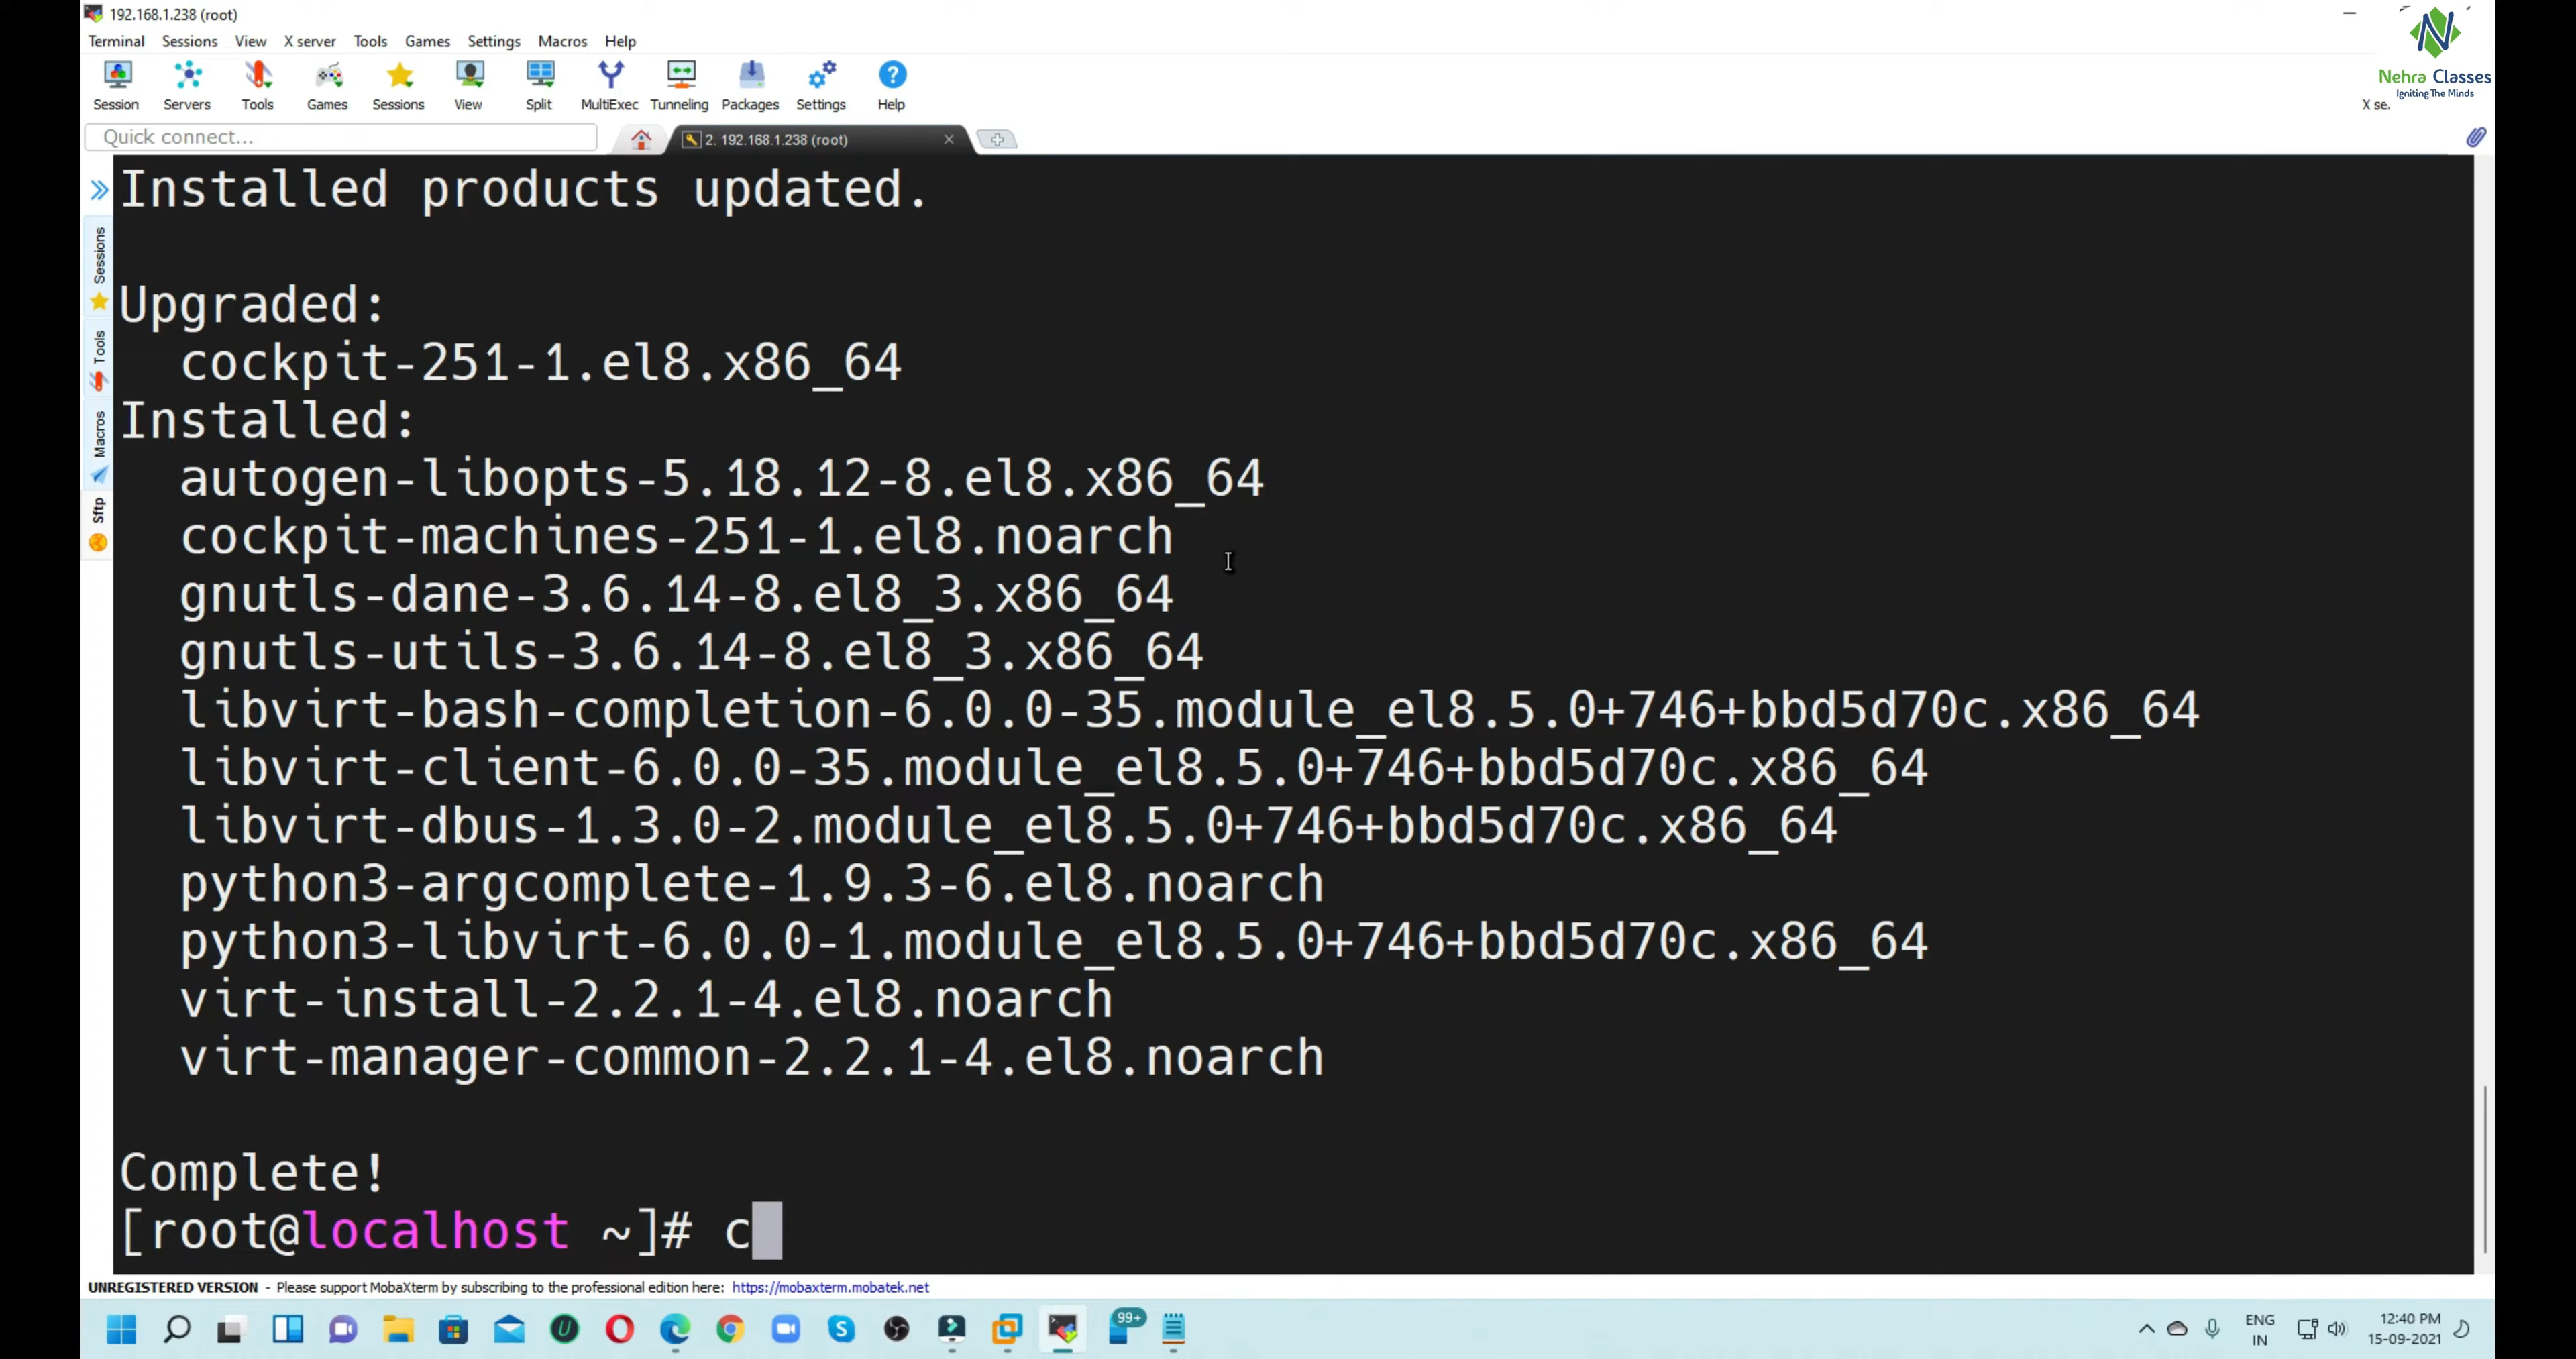 192.168.1.238 (root)
Terminal Sessions View X server Tools Games Settings Macros Help
Session Servers Tools Games Sessions View Split MultiExec Tunneling Packages Settings Help
Nehra Classes
Igniting The Minds
X se
Quick connect...
2. 192.168.1.238 (root)
Sessions
Tools
Macros
Sftp
Installed products updated.
Upgraded:
cockpit-251-1.el8.x86_64
Installed:
autogen-libopts-5.18.12-8.el8.x86_64
cockpit-machines-251-1.el8.noarch
gnutls-dane-3.6.14-8.el8_3.x86_64
gnutls-utils-3.6.14-8.el8_3.x86_64
libvirt-bash-completion-6.0.0-35.module_el8.5.0+746+bbd5d70c.x86_64
libvirt-client-6.0.0-35.module_el8.5.0+746+bbd5d70c.x86_64
libvirt-dbus-1.3.0-2.module_el8.5.0+746+bbd5d70c.x86_64
python3-argcomplete-1.9.3-6.el8.noarch
python3-libvirt-6.0.0-1.module_el8.5.0+746+bbd5d70c.x86_64
virt-install-2.2.1-4.el8.noarch
virt-manager-common-2.2.1-4.el8.noarch
Complete!
[root@localhost ~]# c
UNREGISTERED VERSION - Please support MobaXterm by subscribing to the professional edition here: https://mobaxterm.mobatek.net
99+
ENG
IN
12:40 PM
15-09-2021